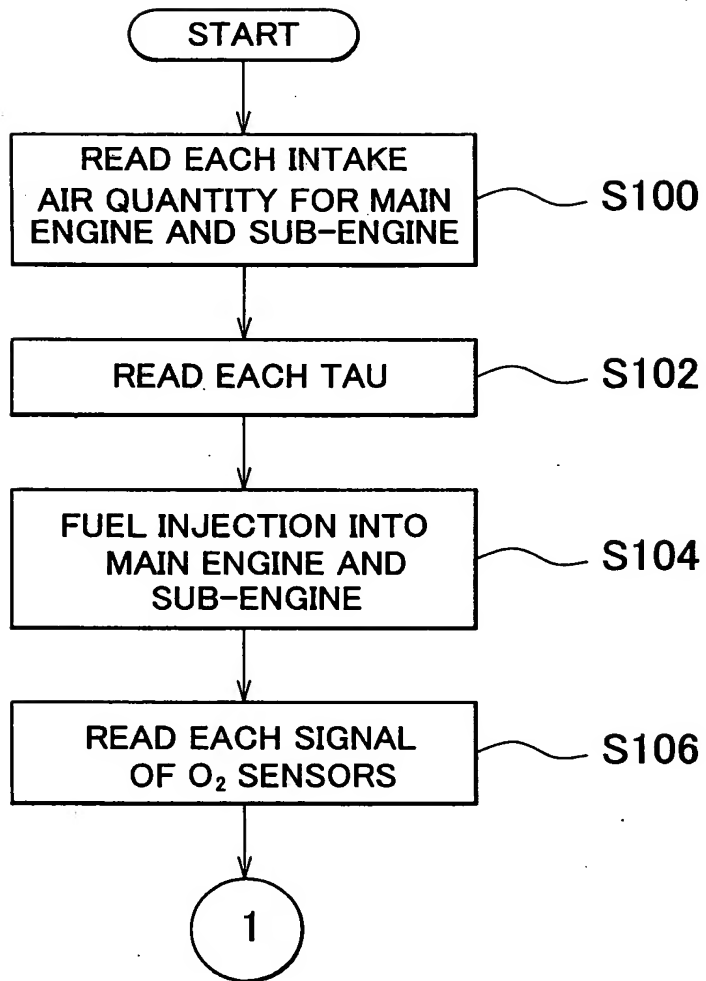 START
READ EACH INTAKE
AIR QUANTITY FOR MAIN
ENGINE AND SUB-ENGINE
S100
READ EACH TAU
S102
FUEL INJECTION INTO
MAIN ENGINE AND
SUB-ENGINE
S104
READ EACH SIGNAL
OF O₂ SENSORS
S106
1